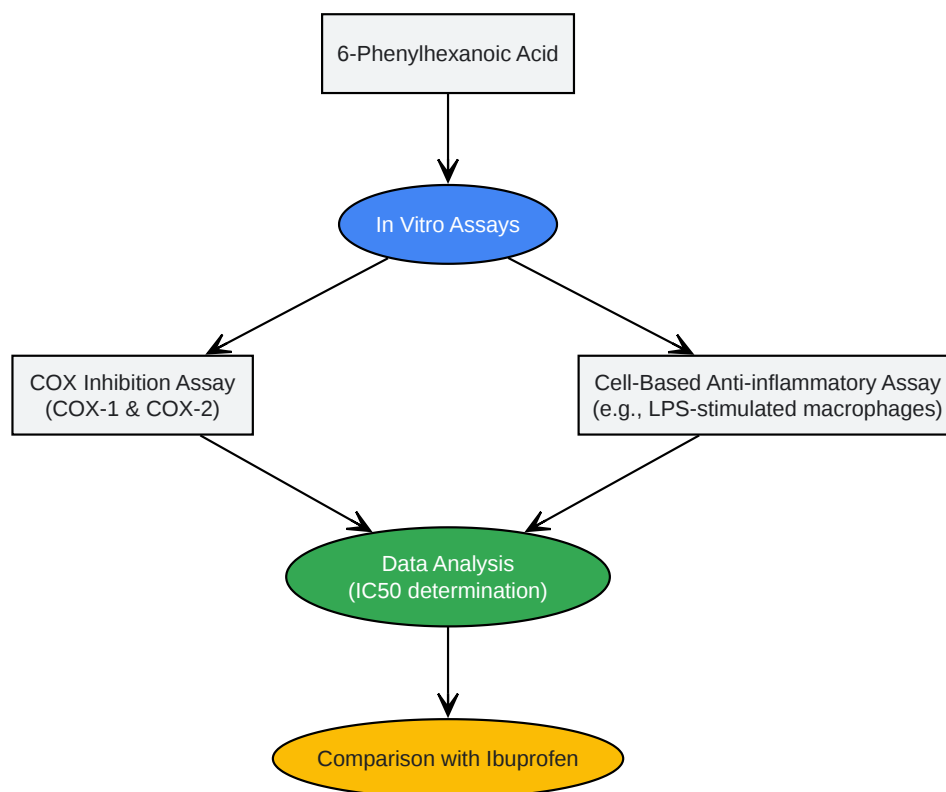 6-Phenylhexanoic Acid
In Vitro Assays
COX Inhibition Assay
(COX-1 & COX-2)
Cell-Based Anti-inflammatory Assay
(e.g., LPS-stimulated macrophages)
Data Analysis
(IC50 determination)
Comparison with Ibuprofen